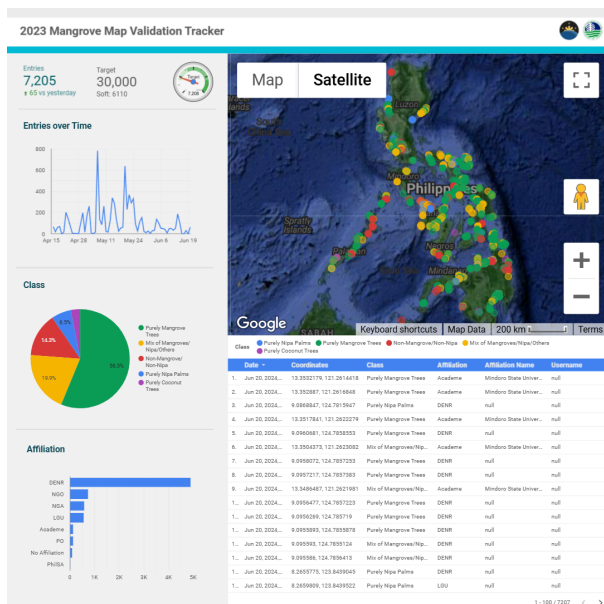 2023 Mangrove Map Validation Tracker
Entries
7,205
65 vs yesterday
Target
30,000
Soft: 6110
Target
7,205
Entries over Time
800
600
400
200
0
Apr 15 Apr 28 May 11 May 24 Jun 6 Jun 19
Class
14.3%
Purely Mangrove
Trees
Mix of Mangroves/
Nipa/Others
Non-Mangrove/
Non-Nipa
Purely Nipa Palms
Purely Coconut
Trees
Affiliation
DENR
NGO
NGA
LGU
Academe
PO
No Affiliation
PhilSA
0 1K 2K 3K 4K 5K
Map Satellite
Luzon
Mindoro
Philippines
Spratly
Islands
Negros
Mindanao
SABAH
Google
Keyboard shortcuts Map Data 200 km Terms
Class Purely Nipa Palms Purely Mangrove Trees Non-Mangrove/Non-Nipa Mix of Mangroves/Nipa/Others
Purely Coconut Trees
Date Coordinates Class Affiliation Affiliation Name Username
1. Jun 20, 2024,... 13.3532179, 121.2614418 Purely Mangrove Trees Academe Mindoro State Univer... null
2. Jun 20, 2024,... 13.352887, 121.2616848 Purely Mangrove Trees Academe Mindoro State Univer... null
3. Jun 20, 2024,... 9.0868847, 124.7815947 Purely Nipa Palms DENR null null
4. Jun 20, 2024,... 13.3517841, 121.2622279 Purely Mangrove Trees Academe Mindoro State Univer... null
5. Jun 20, 2024,... 9.0960681, 124.7858553 Purely Mangrove Trees DENR null null
6. Jun 20, 2024,... 13.3504373, 121.2623082 Mix of Mangroves/Nip... Academe Mindoro State Univer... null
7. Jun 20, 2024,... 9.0958072, 124.7857233 Purely Mangrove Trees DENR null null
8. Jun 20, 2024,... 9.0957217, 124.7857383 Purely Mangrove Trees DENR null null
9. Jun 20, 2024,... 13.3486487, 121.2621981 Mix of Mangroves/Nip... Academe Mindoro State Univer... null
1... Jun 20, 2024,... 9.0956477, 124.7857223 Purely Mangrove Trees DENR null null
1... Jun 20, 2024,... 9.0956269, 124.785719 Purely Mangrove Trees DENR null null
1... Jun 20, 2024,... 9.0955893, 124.7855876 Purely Mangrove Trees DENR null null
1... Jun 20, 2024,... 9.095593, 124.7855124 Mix of Mangroves/Nip... DENR null null
1... Jun 20, 2024,... 9.095586, 124.7856413 Mix of Mangroves/Nip... DENR null null
1... Jun 20, 2024,... 8.2655775, 123.8439045 Purely Nipa Palms DENR null null
1... Jun 20, 2024,... 8.2659809, 123.8439522 Purely Nipa Palms LGU null null
1 - 100 / 7207